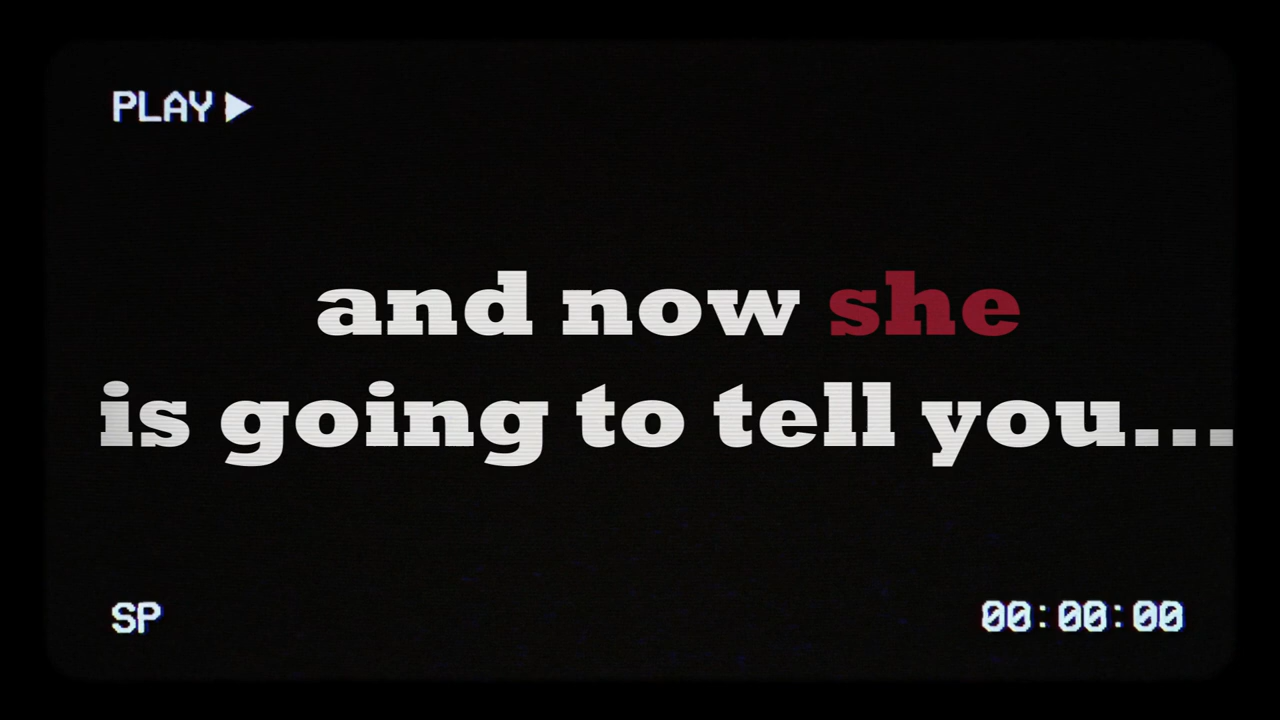 PLAY ▶
and now she
is going to tell you...
SP
00:00:00